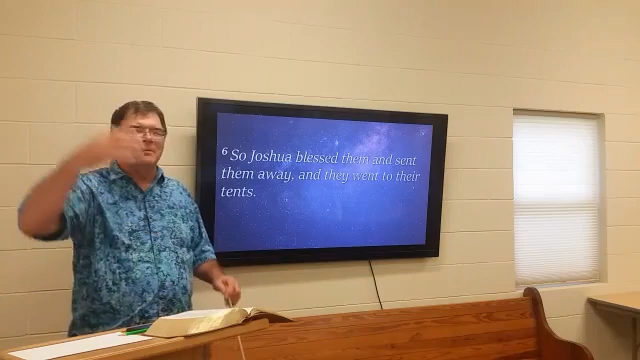 6 So Joshua blessed them and sent
them away, and they went to their
tents.